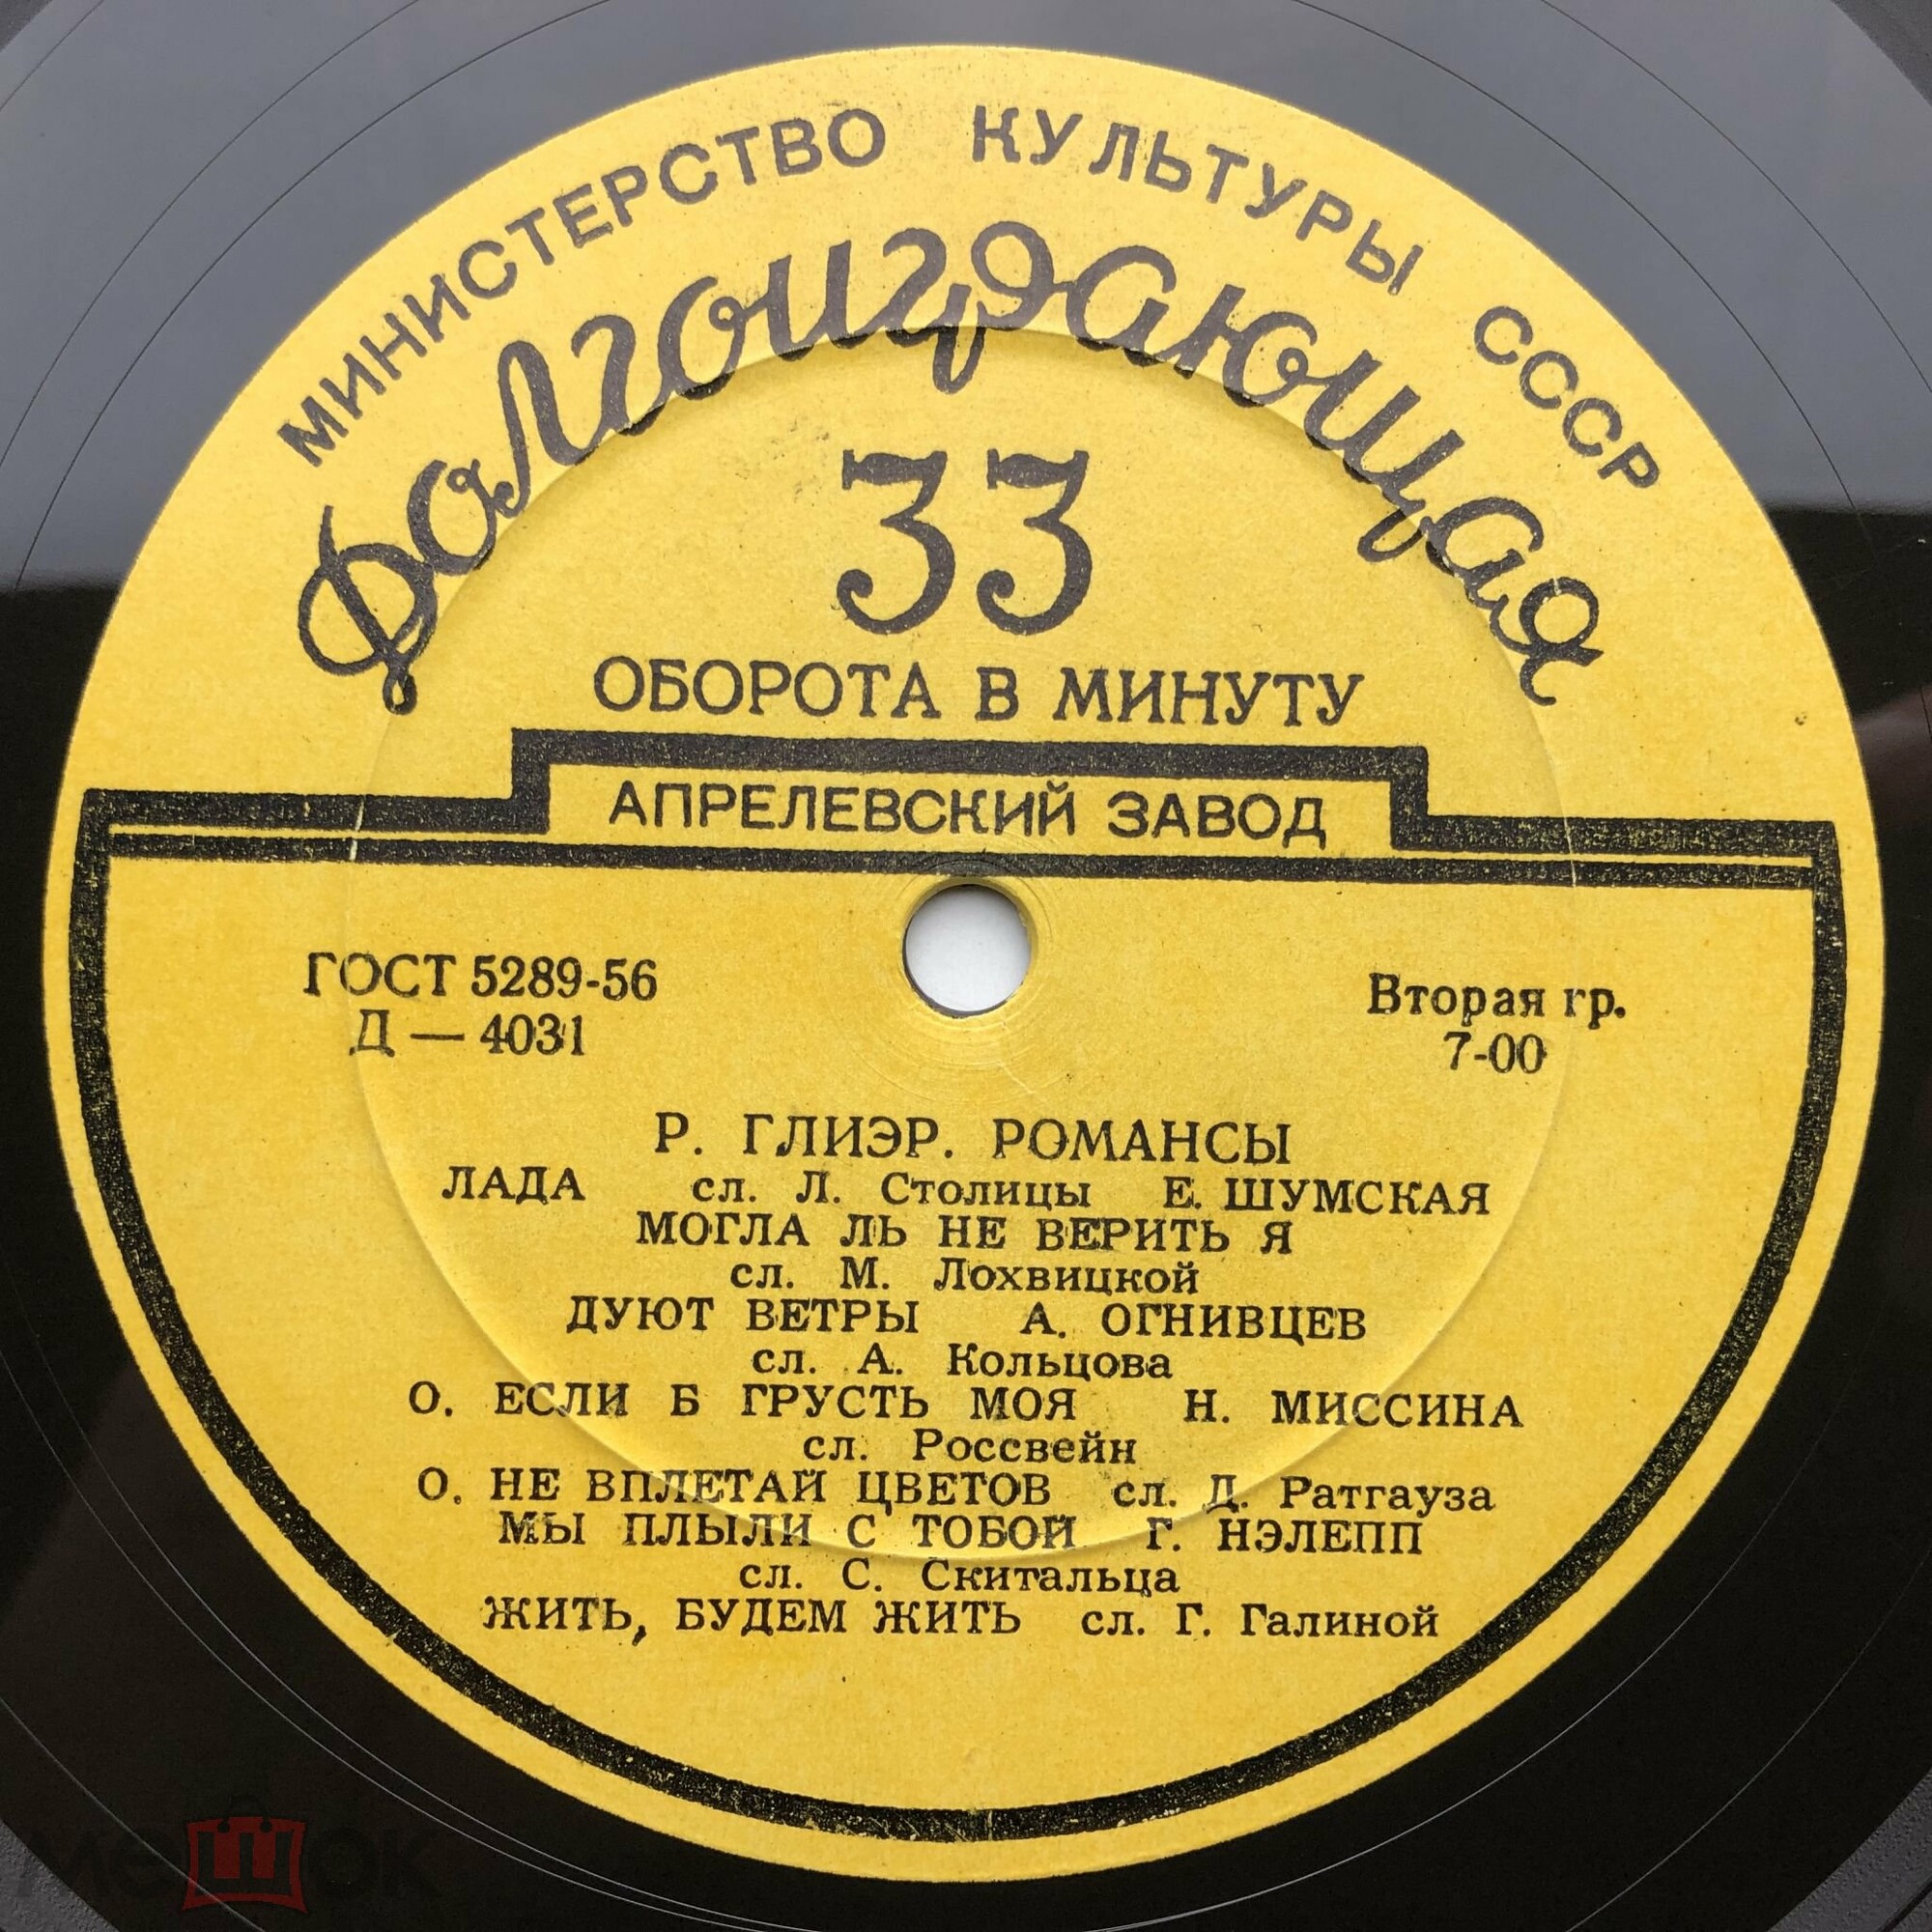 МИНИСТЕРСТВО КУЛЬТУРЫ СССР
Долгоиграющая
33
ОБОРОТА В МИНУТУ
АПРЕЛЕВСКИЙ ЗАВОД
ГОСТ 5289-56
Вторая гр.
Д — 4031
7-00
Р. ГЛИЭР. РОМАНСЫ
ЛАДА сл. Л. Столицы Е. ШУМСКАЯ
МОГЛА ЛЬ НЕ ВЕРИТЬ Я
сл. М. Лохвицкой
ДУЮТ ВЕТРЫ А. ОГНИВЦЕВ
сл. А. Кольцова
О. ЕСЛИ Б ГРУСТЬ МОЯ Н. МИССИНА
сл. Россвейн
О. НЕ ВПЛЕТАЙ ЦВЕТОВ сл. Д. Ратгауза
МЫ ПЛЫЛИ С ТОБОЙ Г. НЭЛЕПП
сл. С. Скитальца
ЖИТЬ, БУДЕМ ЖИТЬ сл. Г. Галиной
мешок